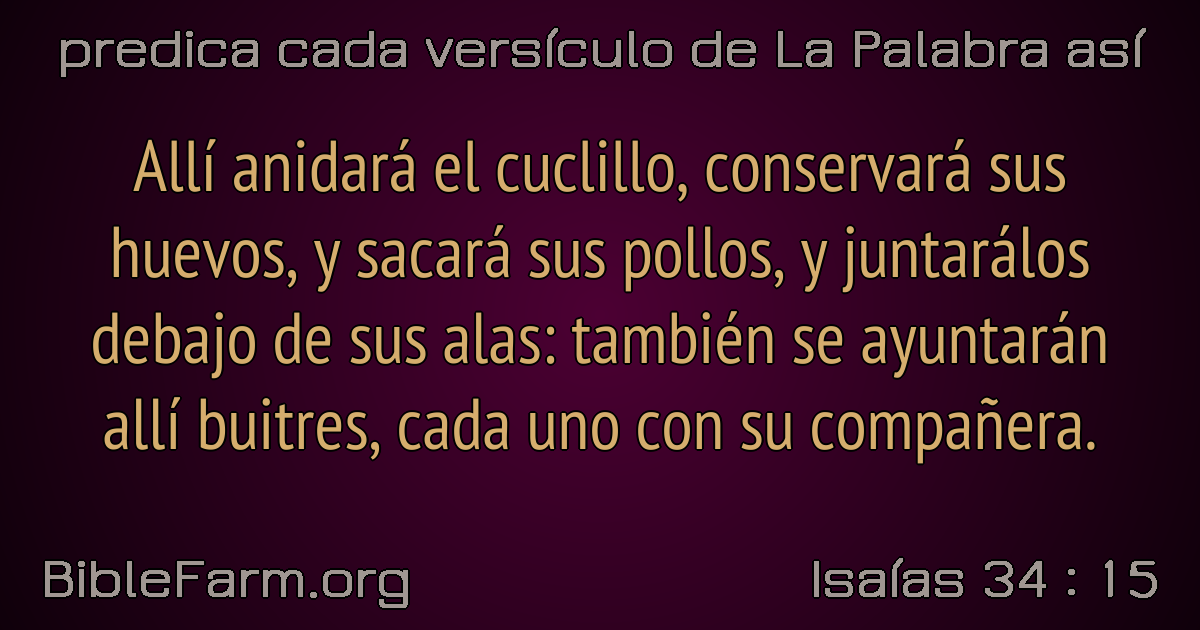 predica cada versículo de La Palabra así
Allí anidará el cuclillo, conservará sus
huevos, y sacará sus pollos, y juntarálos
debajo de sus alas: también se ayuntarán
allí buitres, cada uno con su compañera.
BibleFarm.org
Isaías 34 : 15